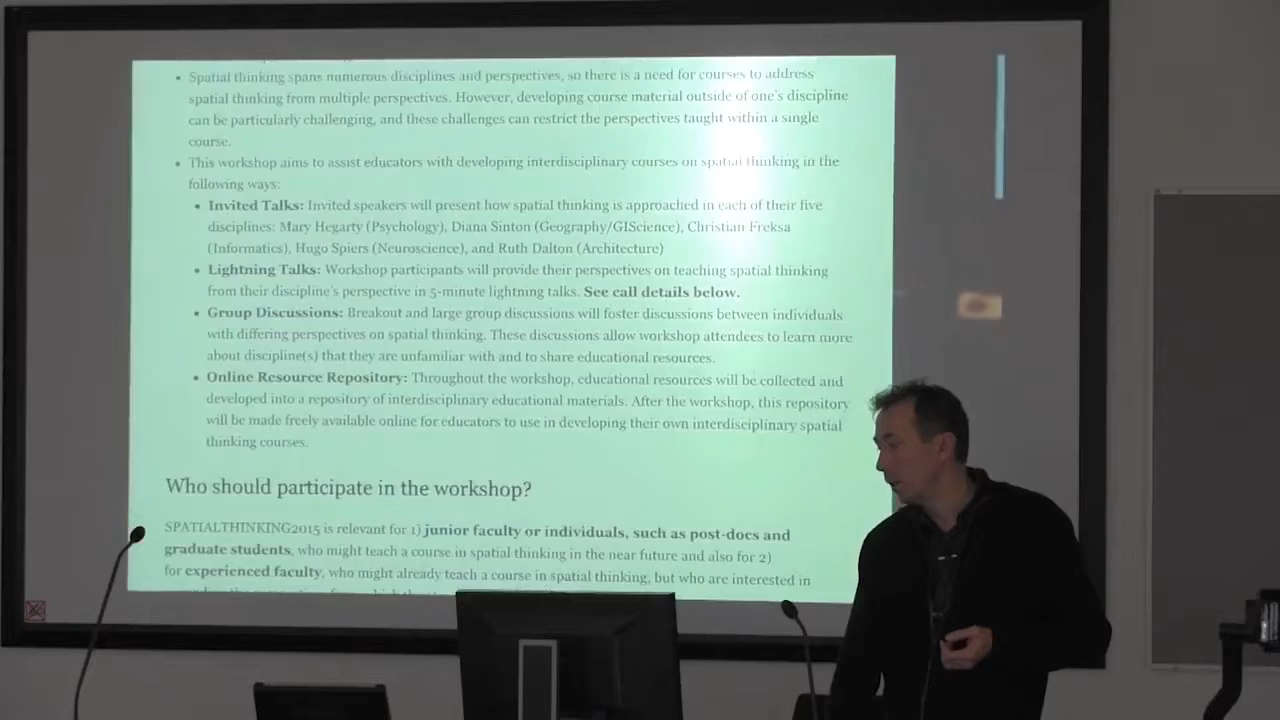 • Spatial thinking spans numerous disciplines and perspectives, so there is a need for courses to address
spatial thinking from multiple perspectives. However, developing course material outside of one's discipline
can be particularly challenging, and these challenges can restrict the perspectives taught within a single
course.
• This workshop aims to assist educators with developing interdisciplinary courses on spatial thinking in the
following ways:
• Invited Talks: Invited speakers will present how spatial thinking is approached in each of their five
disciplines: Mary Hegarty (Psychology), Diana Sinton (Geography/GIScience), Christian Freksa
(Informatics), Hugo Spiers (Neuroscience), and Ruth Dalton (Architecture)
• Lightning Talks: Workshop participants will provide their perspectives on teaching spatial thinking
from their discipline's perspective in 5-minute lightning talks. See call details below.
• Group Discussions: Breakout and large group discussions will foster discussions between individuals
with differing perspectives on spatial thinking. These discussions allow workshop attendees to learn more
about discipline(s) that they are unfamiliar with and to share educational resources.
• Online Resource Repository: Throughout the workshop, educational resources will be collected and
developed into a repository of interdisciplinary educational materials. After the workshop, this repository
will be made freely available online for educators to use in developing their own interdisciplinary spatial
thinking courses.
Who should participate in the workshop?
SPATIALTHINKING2015 is relevant for 1) junior faculty or individuals, such as post-docs and
graduate students, who might teach a course in spatial thinking in the near future and also for 2)
for experienced faculty, who might already teach a course in spatial thinking, but who are interested in